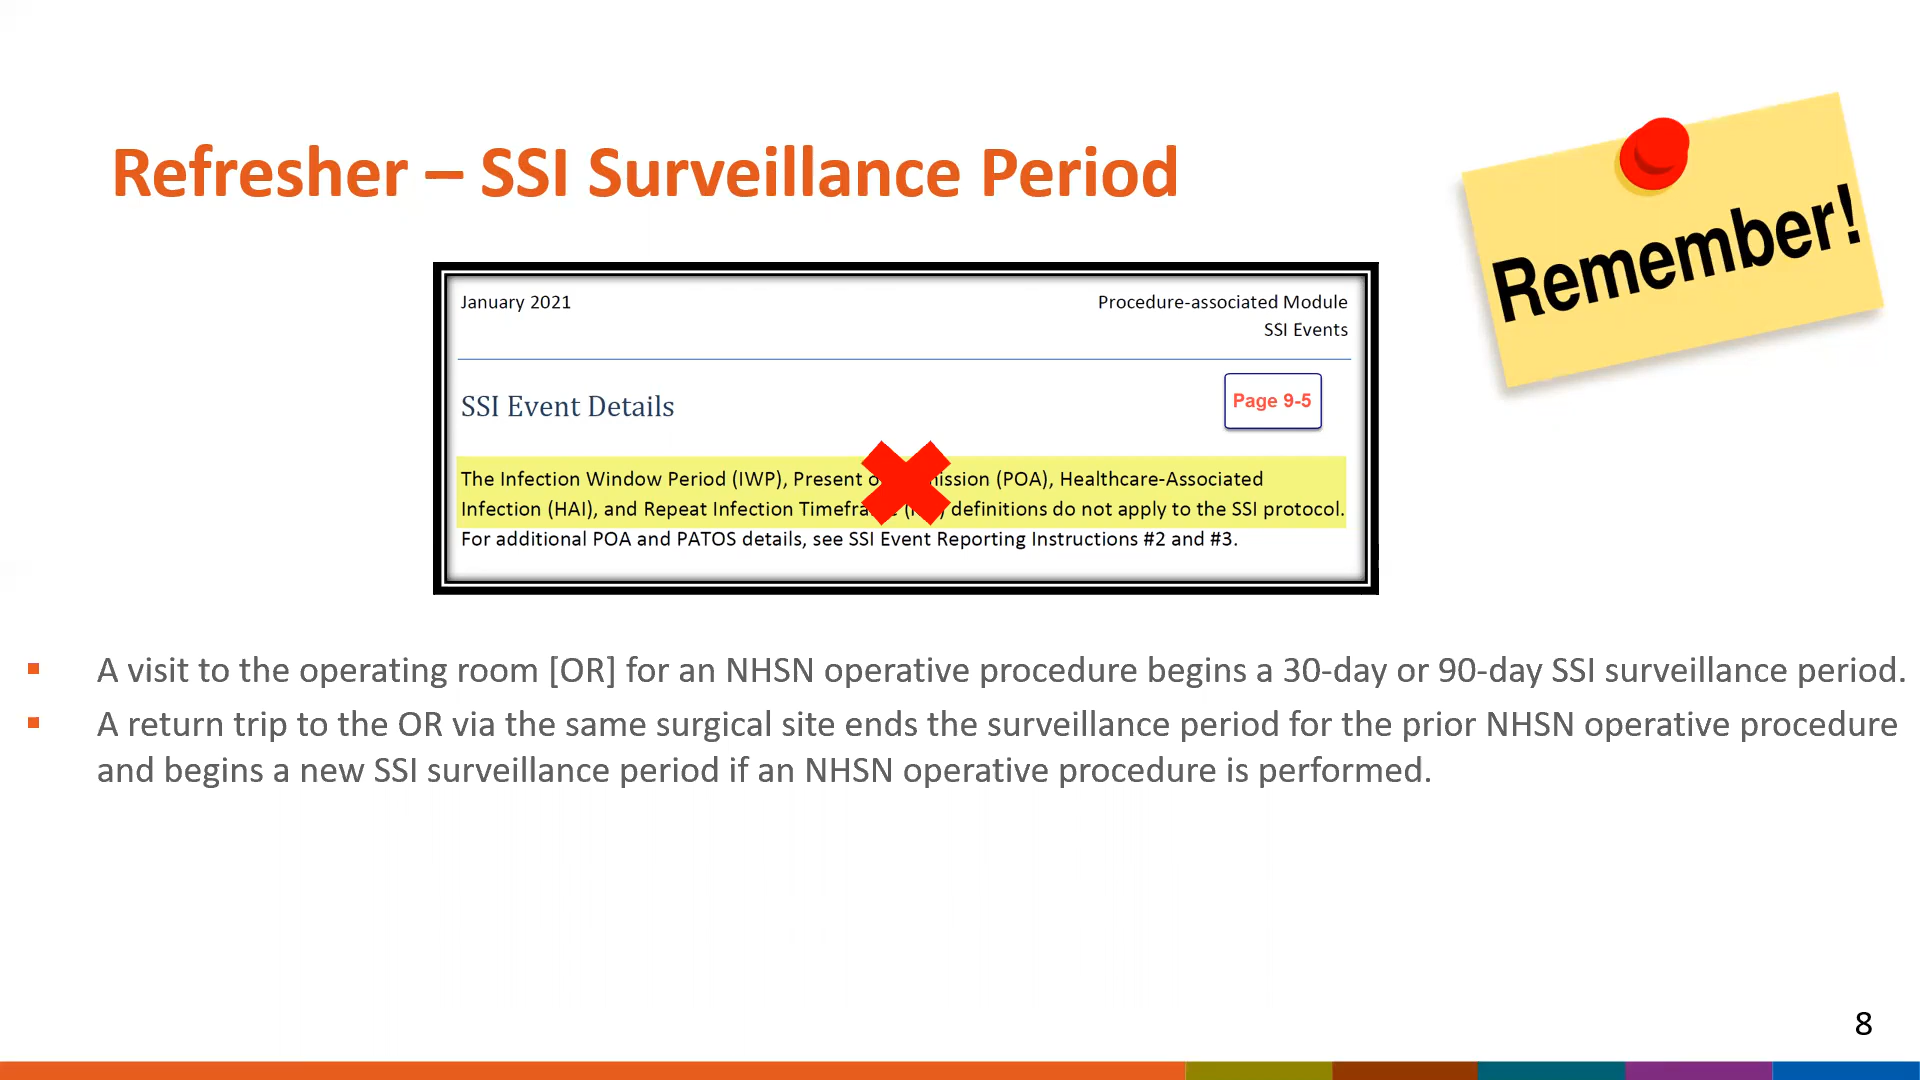 Refresher – SSI Surveillance Period
Remember!
January 2021
Procedure-associated Module
SSI Events
SSI Event Details
Page 9-5
The Infection Window Period (IWP), Present (POA), Healthcare-Associated
Infection (HAI), and Repeat Infection definitions do not apply to the SSI protocol.
For additional POA and PATOS details, see SSI Event Reporting Instructions #2 and #3.
▪ A visit to the operating room [OR] for an NHSN operative procedure begins a 30-day or 90-day SSI surveillance period.
▪ A return trip to the OR via the same surgical site ends the surveillance period for the prior NHSN operative procedure
and begins a new SSI surveillance period if an NHSN operative procedure is performed.
8